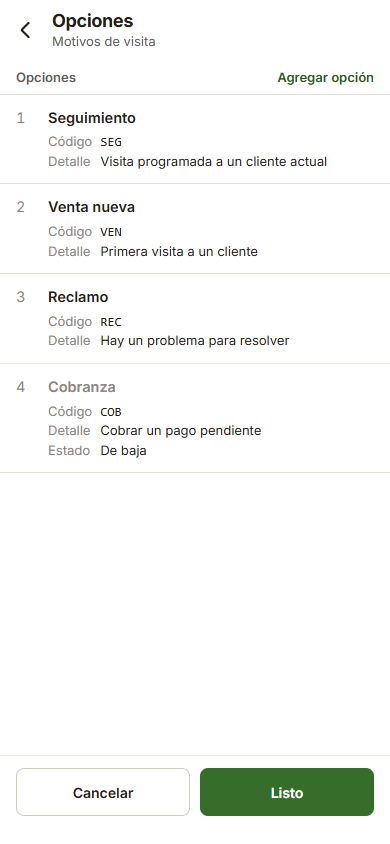 Opciones
Motivos de visita
Opciones Agregar opción
1 Seguimiento
Código SEG
Detalle Visita programada a un cliente actual
2 Venta nueva
Código VEN
Detalle Primera visita a un cliente
3 Reclamo
Código REC
Detalle Hay un problema para resolver
4 Cobranza
Código COB
Detalle Cobrar un pago pendiente
Estado De baja
Cancelar Listo